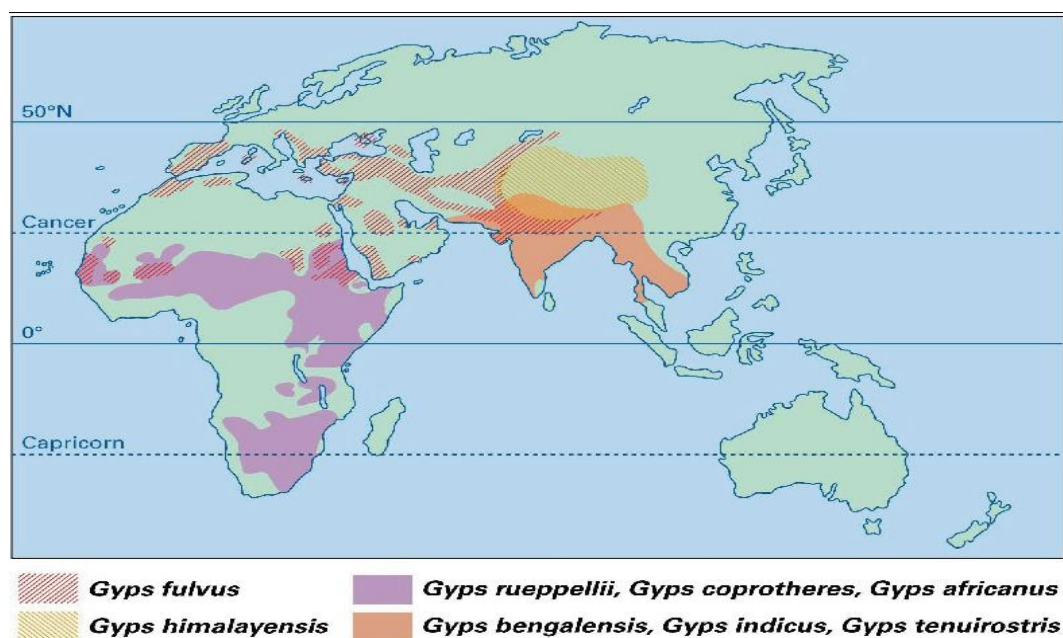 50°N
Cancer
0°
Capricorn
Gyps fulvus
Gyps rueppellii, Gyps coprotheres, Gyps africanus
Gyps himalayensis
Gyps bengalensis, Gyps indicus, Gyps tenuirostris